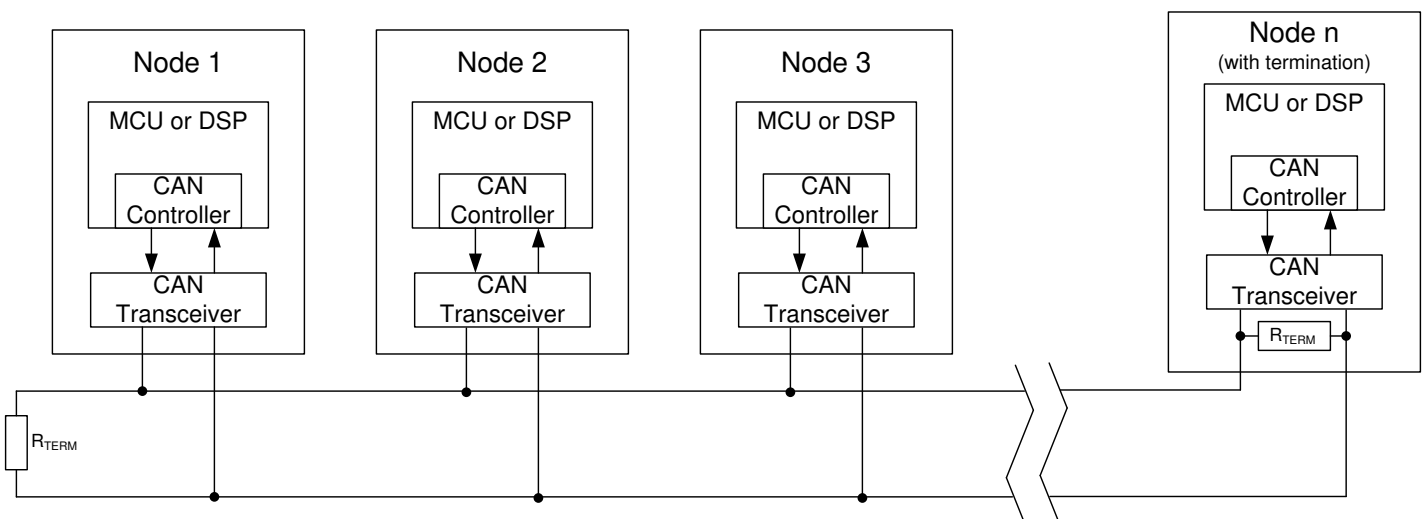 Node 1
MCU or DSP
CAN
Controller
CAN
Transceiver
Node 2
MCU or DSP
CAN
Controller
CAN
Transceiver
Node 3
MCU or DSP
CAN
Controller
CAN
Transceiver
Node n
(with termination)
MCU or DSP
CAN
Controller
CAN
Transceiver
RTERM
RTERM